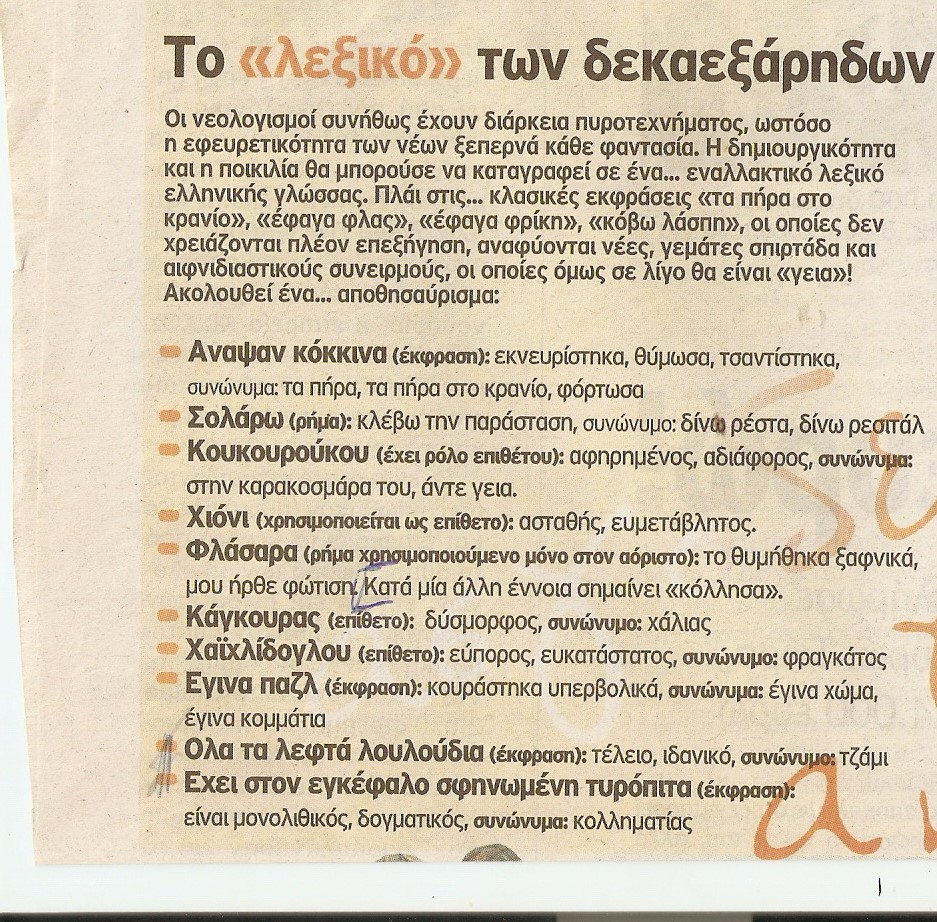 Το «λεξικό» των δεκαεξάρηδων
Οι νεολογισμοί συνήθως έχουν διάρκεια πυροτεχνήματος, ωστόσο
η εφευρετικότητα των νέων ξεπερνά κάθε φαντασία. Η δημιουργικότητα
και η ποικιλία θα μπορούσε να καταγραφεί σε ένα... εναλλακτικό λεξικό
ελληνικής γλώσσας. Πλάι στις... κλασικές εκφράσεις «τα πήρα στο
κρανίο», «έφαγα φλας», «έφαγα φρίκη», «κόβω λάσπη», οι οποίες δεν
χρειάζονται πλέον επεξήγηση, αναφύονται νέες, γεμάτες σπιρτάδα και
αιφνιδιαστικούς συνειρμούς, οι οποίες όμως σε λίγο θα είναι «γεια»!
Ακολουθεί ένα... αποθησαύρισμα:
Αναψαν κόκκινα (έκφραση): εκνευρίστηκα, θύμωσα, τσαντίστηκα,
συνώνυμα: τα πήρα, τα πήρα στο κρανίο, φόρτωσα
Σολάρω (ρήμα): κλέβω την παράσταση, συνώνυμο: δίνω ρέστα, δίνω ρεσιτάλ
Κουκουρούκου (έχει ρόλο επιθέτου): αφηρημένος, αδιάφορος, συνώνυμα:
στην καρακοσμάρα του, άντε γεια.
Χιόνι (χρησιμοποιείται ως επίθετο): ασταθής, ευμετάβλητος.
Φλάσαρα (ρήμα χρησιμοποιούμενο μόνο στον αόριστο): το θυμήθηκα ξαφνικά,
μου ήρθε φώτιση. Κατά μία άλλη έννοια σημαίνει «κόλλησα».
Κάγκουρας (επίθετο): δύσμορφος, συνώνυμο: χάλιας
Χαϊχλίδογλου (επίθετο): εύπορος, ευκατάστατος, συνώνυμο: φραγκάτος
Εγινα παζλ (έκφραση): κουράστηκα υπερβολικά, συνώνυμα: έγινα χώμα,
έγινα κομμάτια
Ολα τα λεφτά λουλούδια (έκφραση): τέλειο, ιδανικό, συνώνυμο: τζάμι
Εχει στον εγκέφαλο σφηνωμένη τυρόπιτα (έκφραση):
είναι μονολιθικός, δογματικός, συνώνυμα: κολληματίας